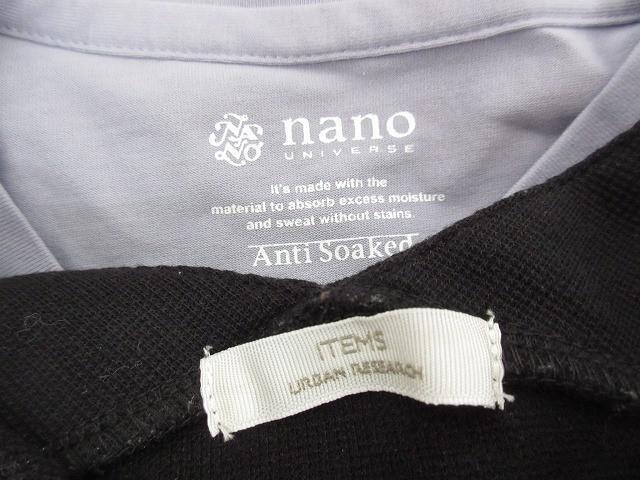 NANO
nano
UNIVERSE
It's made with the
material to absorb excess moisture
and sweat without stains.
Anti Soaked
ITEMS
URBAN RESEARCH